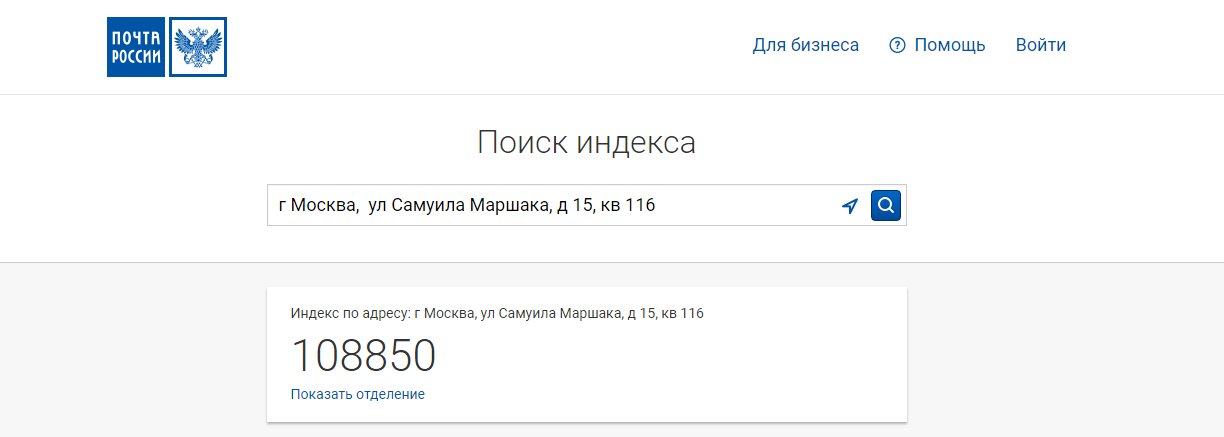 ПОЧТА
РОССИИ
Для бизнеса
? Помощь
Войти
Поиск индекса
г Москва,  ул Самуила Маршака, д 15, кв 116
Индекс по адресу: г Москва, ул Самуила Маршака, д 15, кв 116
108850
Показать отделение